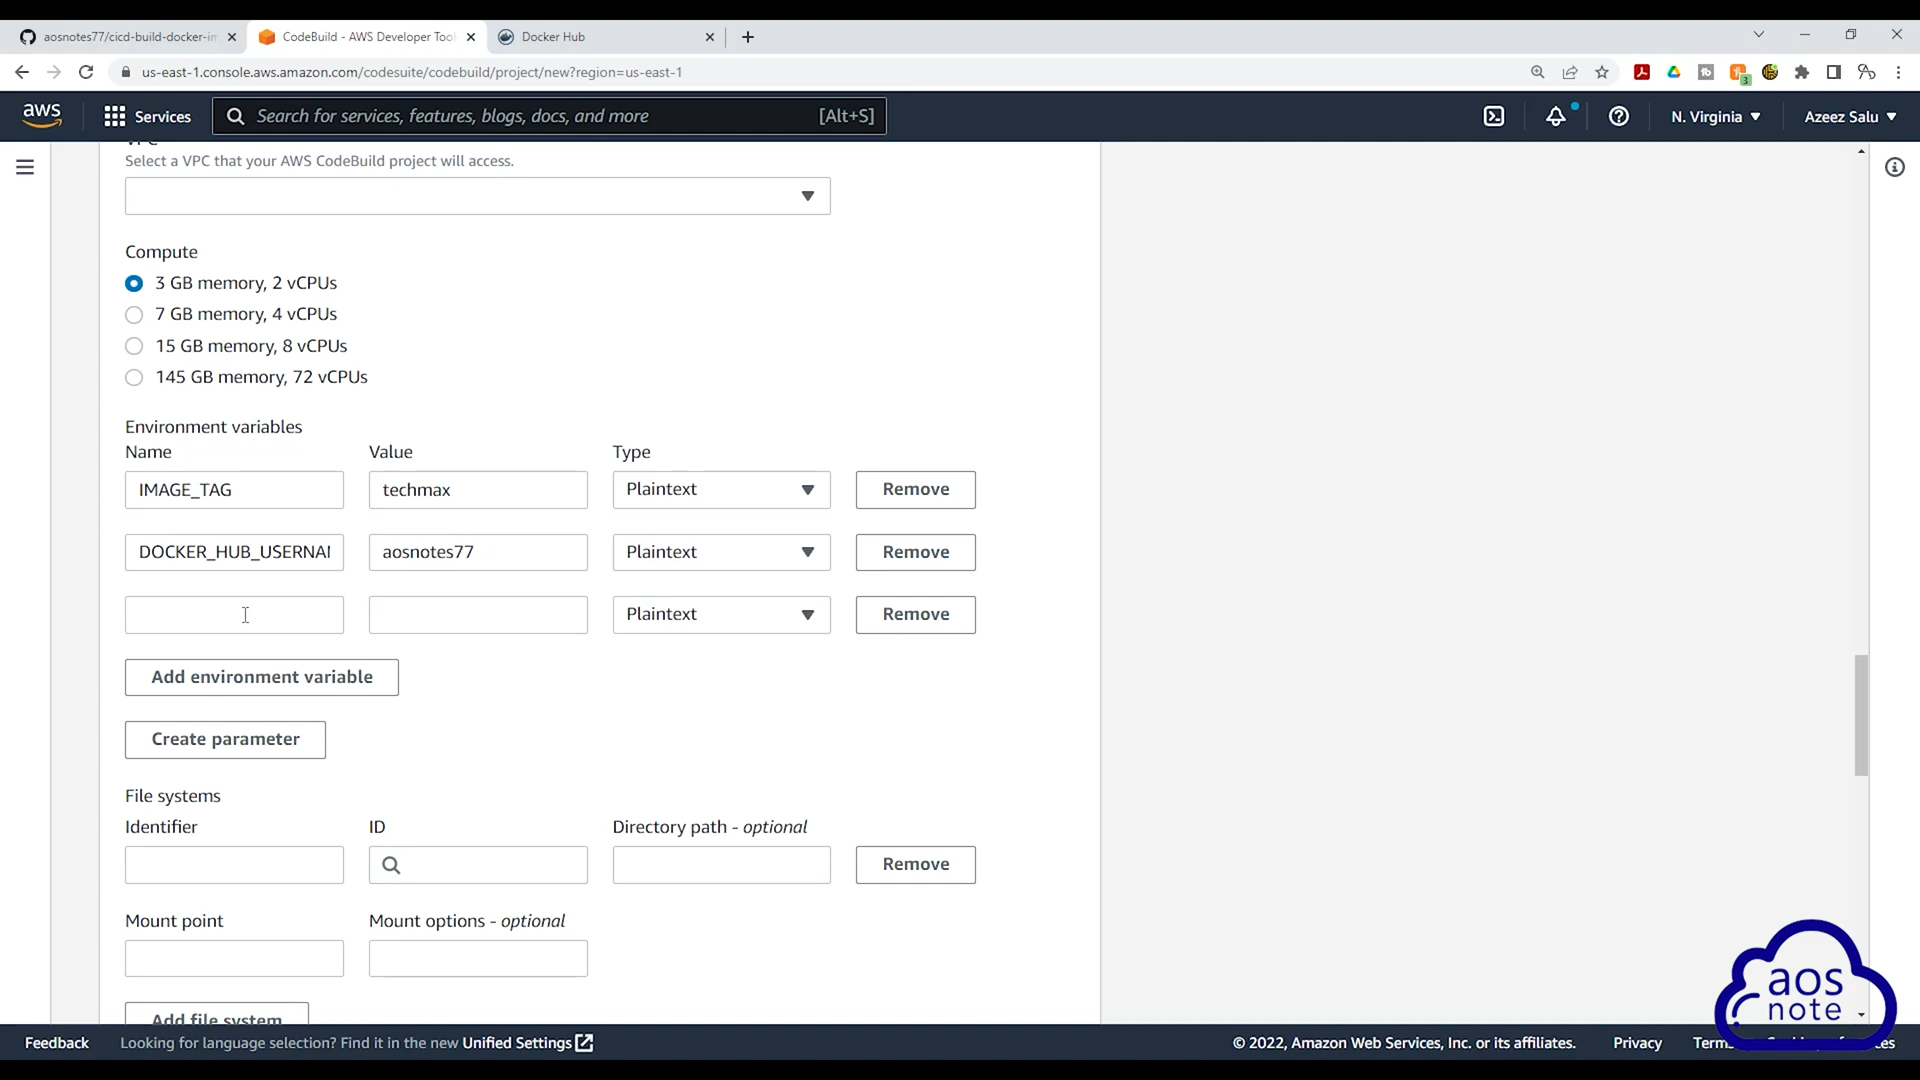 aosnotes77/cicd-build-docker-im
CodeBuild - AWS Developer Tool
Docker Hub
us-east-1.console.aws.amazon.com/codesuite/codebuild/project/new?region=us-east-1
3
aws
Services
Search for services, features, blogs, docs, and more
[Alt+S]
N. Virginia
Azeez Salu
VPC
Select a VPC that your AWS CodeBuild project will access.
Compute
3 GB memory, 2 vCPUs
7 GB memory, 4 vCPUs
15 GB memory, 8 vCPUs
145 GB memory, 72 vCPUs
Environment variables
Name Value Type
IMAGE_TAG techmax Plaintext Remove
DOCKER_HUB_USERNAM aosnotes77 Plaintext Remove
Plaintext Remove
Add environment variable
Create parameter
File systems
Identifier ID Directory path - optional
Remove
Mount point Mount options - optional
Add file system
aos
note
Feedback Looking for language selection? Find it in the new Unified Settings © 2022, Amazon Web Services, Inc. or its affiliates. Privacy Terms